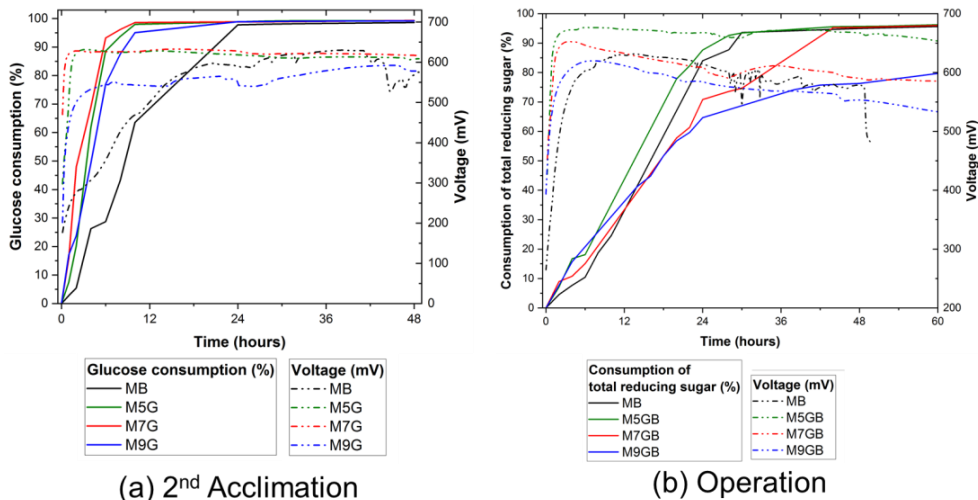 100
90
80
70
60
50
40
30
20
10
0
Glucose consumption (%)
700
600
500
400
300
200
100
0
Voltage (mV)
0
12
24
36
48
Time (hours)
Glucose consumption (%)
MB
M5G
M7G
M9G
Voltage (mV)
MB
M5G
M7G
M9G
(a) 2nd Acclimation
100
90
80
70
60
50
40
30
20
10
0
Consumption of total reducing sugar (%)
700
600
500
400
300
200
Voltage (mV)
0
12
24
36
48
60
Time (hours)
Consumption of
total reducing sugar (%)
MB
M5GB
M7GB
M9GB
Voltage (mV)
MB
M5GB
M7GB
M9GB
(b) Operation